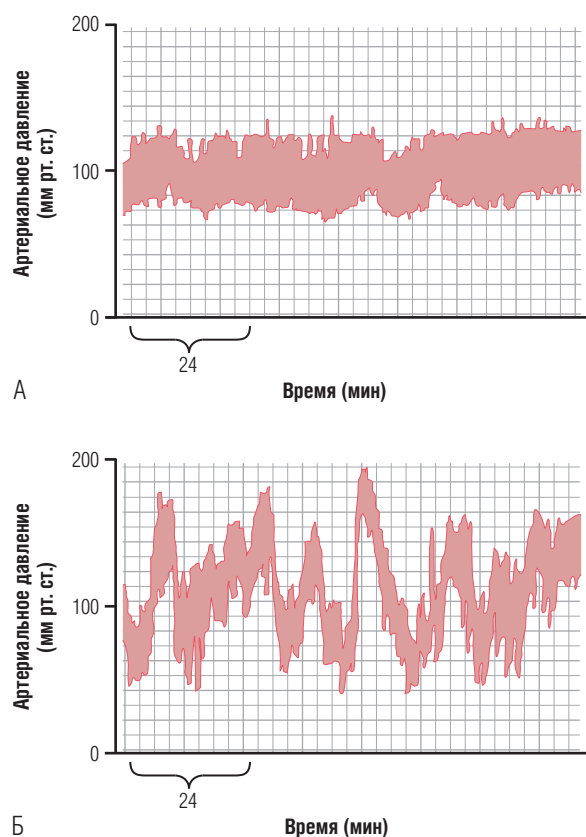 200
100
0
Артериальное давление
(мм рт. ст.)
24
А
Время (мин)
200
100
0
Артериальное давление
(мм рт. ст.)
24
Б
Время (мин)